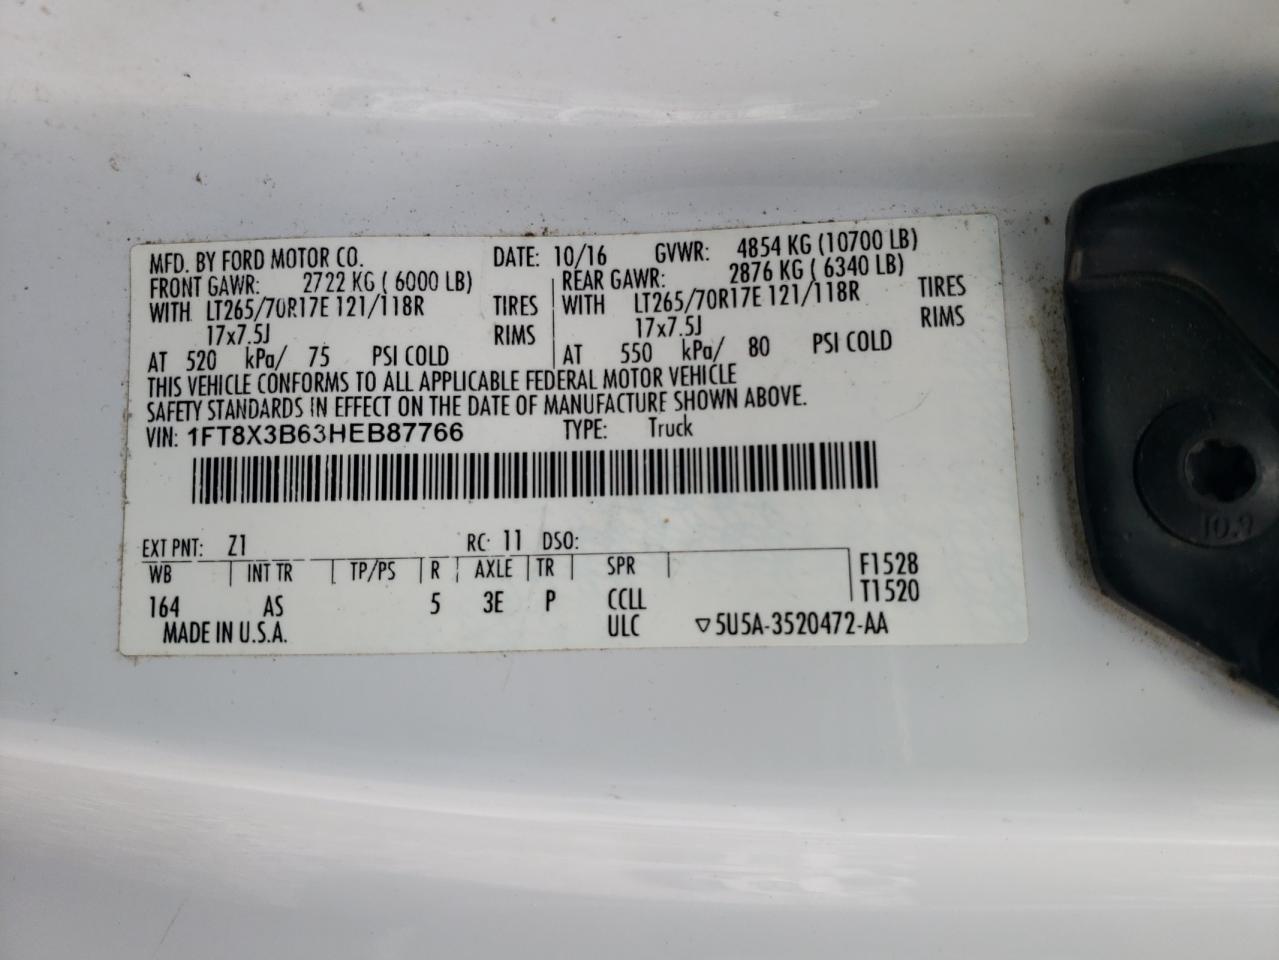 MFD. BY FORD MOTOR CO. DATE: 10/16 GVWR: 4854 KG (10700 LB)
FRONT GAWR: 2722 KG ( 6000 LB) REAR GAWR: 2876 KG ( 6340 LB)
WITH LT265/70R17E 121/118R TIRES WITH LT265/70R17E 121/118R TIRES
17x7.5J RIMS 17x7.5J RIMS
AT 520 kPa/ 75 PSI COLD AT 550 kPa/ 80 PSI COLD
THIS VEHICLE CONFORMS TO ALL APPLICABLE FEDERAL MOTOR VEHICLE
SAFETY STANDARDS IN EFFECT ON THE DATE OF MANUFACTURE SHOWN ABOVE.
VIN: 1FT8X3B63HEB87766 TYPE: Truck
EXT PNT: Z1 RC: 11 DSO:
WB INT TR TP/PS R AXLE TR SPR F1528
164 AS 5 3E P CCLL T1520
MADE IN U.S.A. ULC ▽5U5A-3520472-AA
10.9